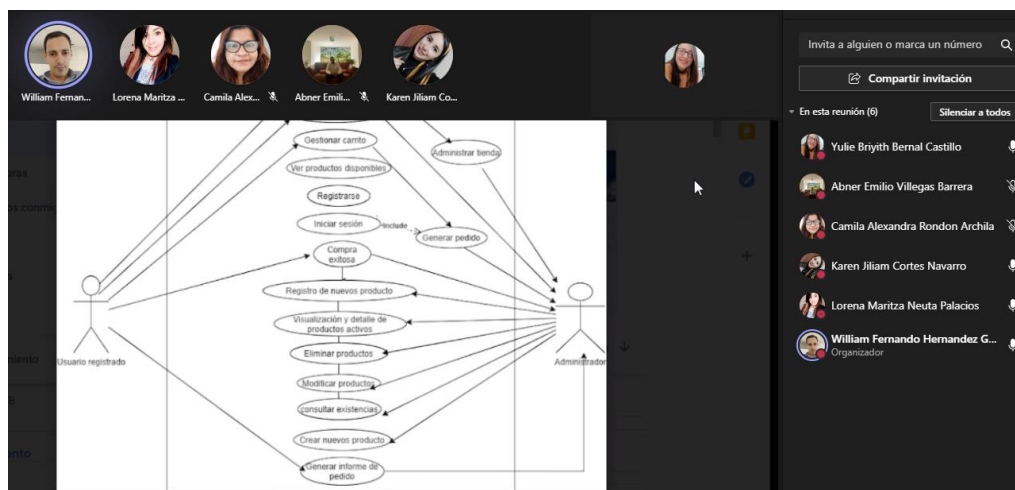 William Fernan...
Lorena Maritza ...
Camila Alex...
Abner Emili...
Karen Jiliam Co...
Gestionar carrito
Administrar tienda
Ver productos disponibles
Registrarse
Iniciar sesión
Include
Generar pedido
Compra
exitosa
Registro de nuevos producto
Visualización y detalle de
productos activos
Eliminar productos
Modificar productos
consultar existencias
Crear nuevos producto
Generar informe de
pedido
Usuario registrado
Administrador
Invita a alguien o marca un número
Compartir invitación
En esta reunión (6)
Silenciar a todos
Yulie Briyith Bernal Castillo
Abner Emilio Villegas Barrera
Camila Alexandra Rondon Archila
Karen Jiliam Cortes Navarro
Lorena Maritza Neuta Palacios
William Fernando Hernandez G...
Organizador